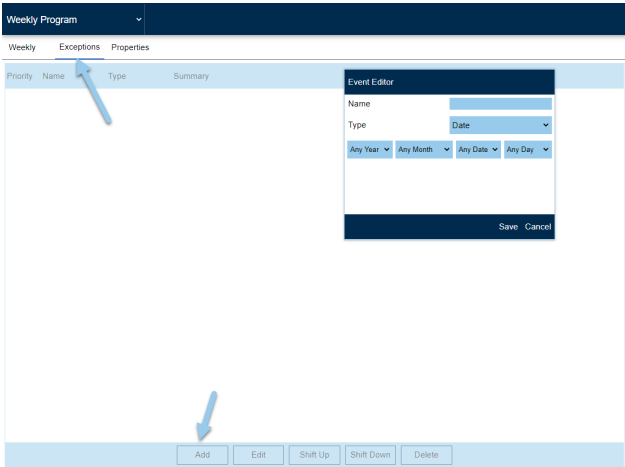 Weekly Program
Weekly Exceptions Properties
Priority Name Type Summary
Event Editor
Name
Type Date
Any Year Any Month Any Date Any Day
Save Cancel
Add Edit Shift Up Shift Down Delete